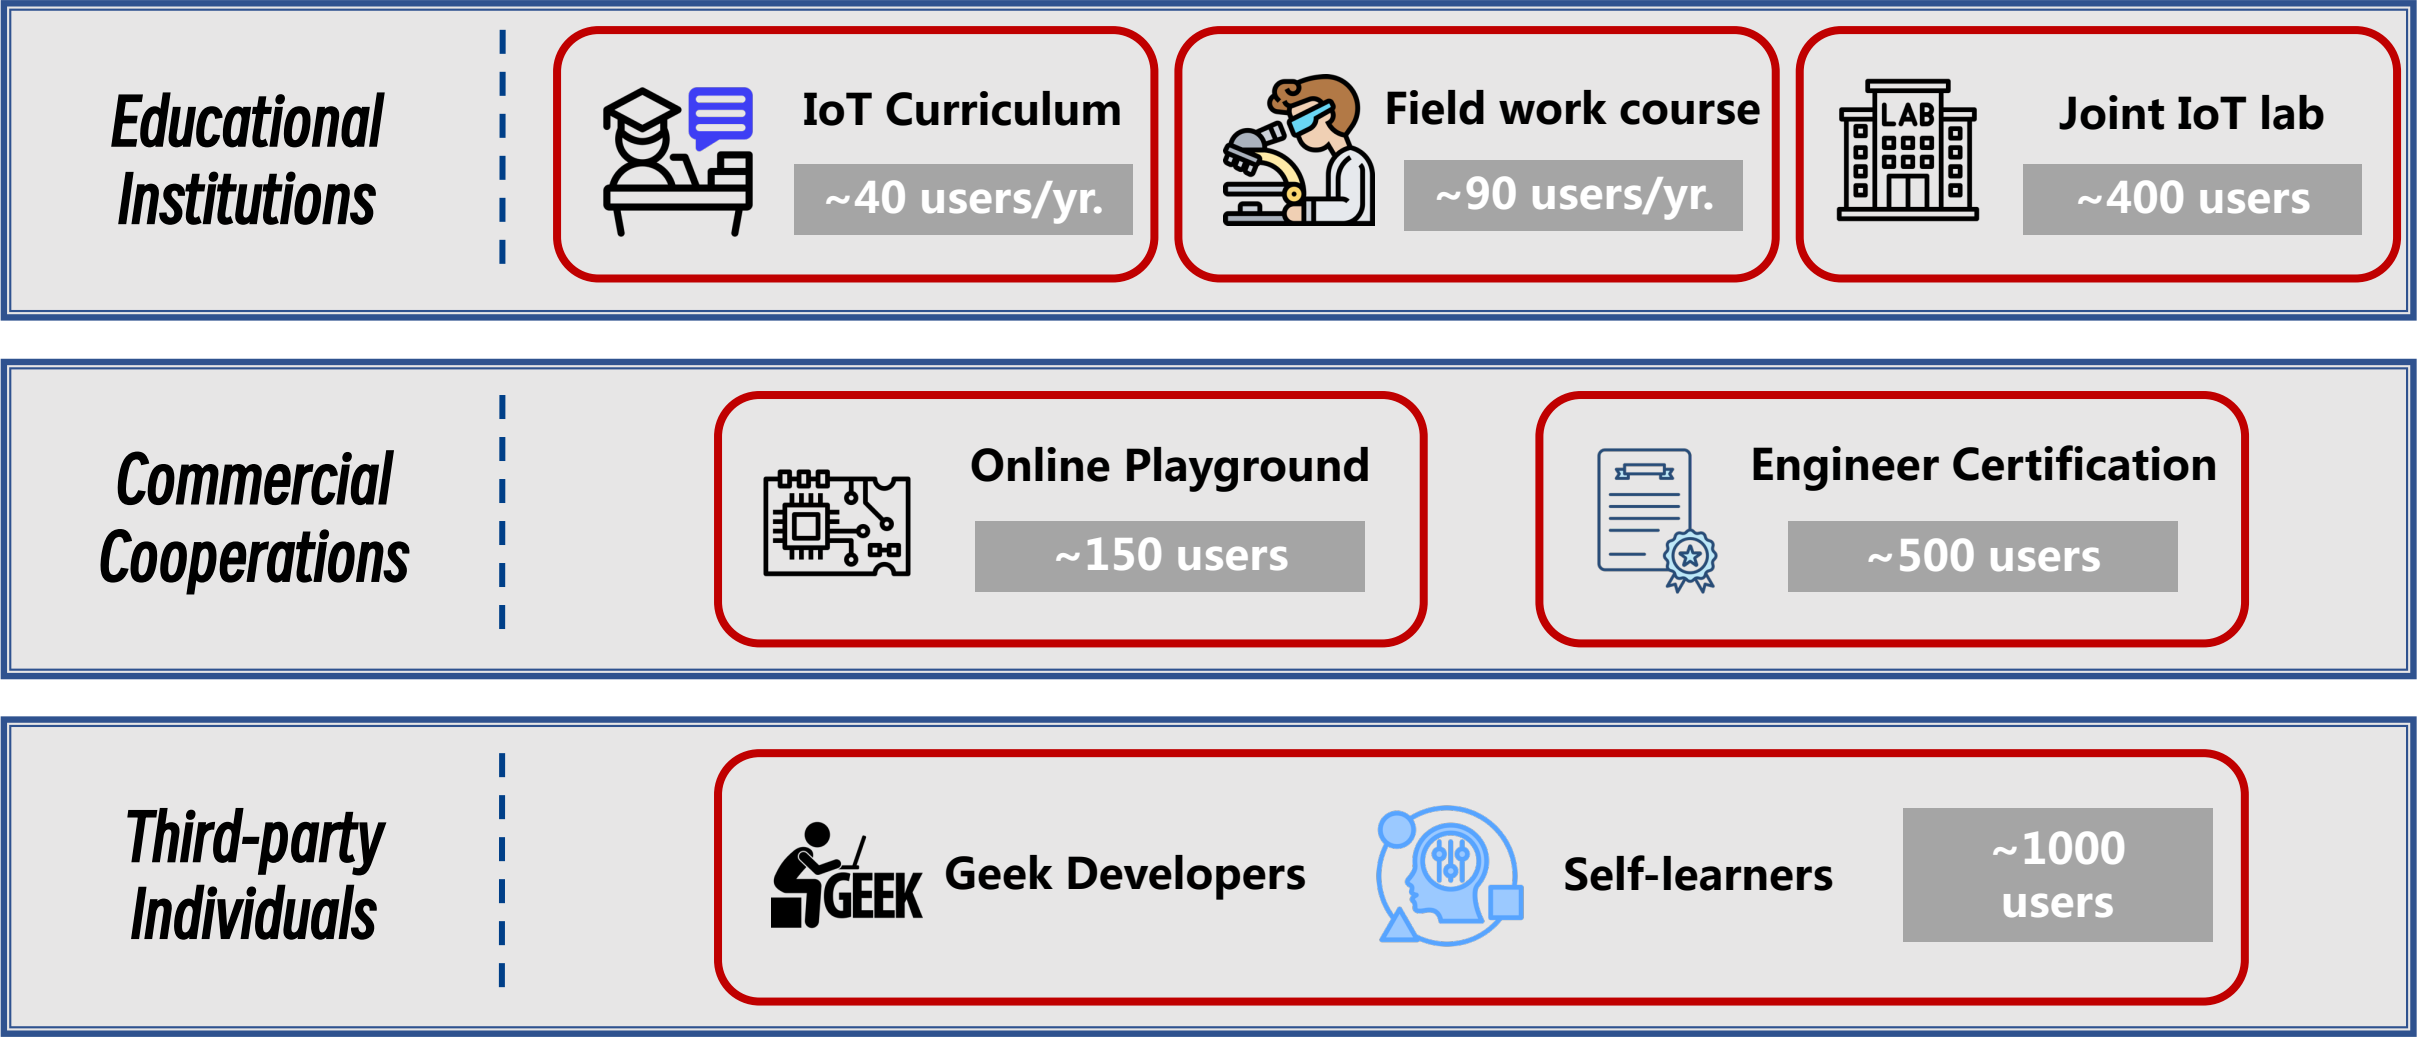 Educational
Institutions
IoT Curriculum
~40 users/yr.
Field work course
~90 users/yr.
LAB
Joint IoT lab
~400 users
Commercial
Cooperations
Online Playground
~150 users
Engineer Certification
~500 users
Third-party
Individuals
GEEK
Geek Developers
Self-learners
~1000
users